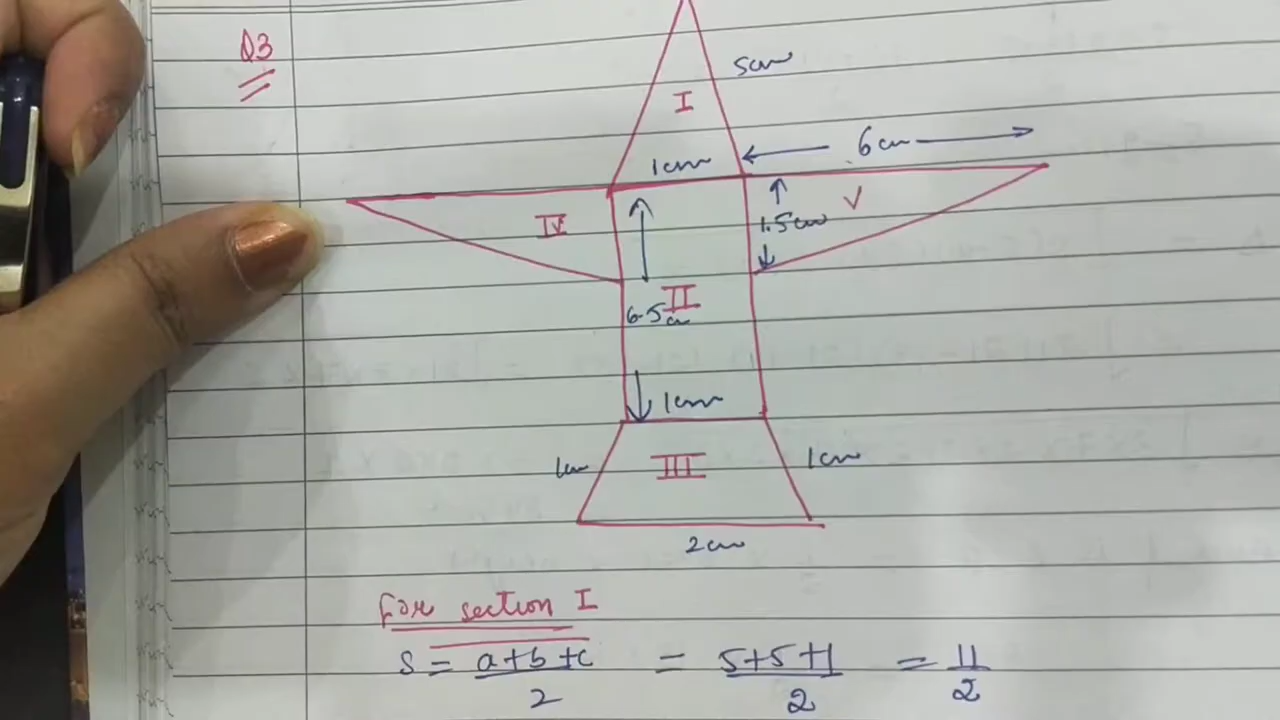 Q3
5cm
I
1cm
6cm
IV
1.5cm
V
II
6.5cm
1cm
1cm
III
1cm
2cm
For section I
S = a+b+c/2 = 5+5+1/2 = 11/2